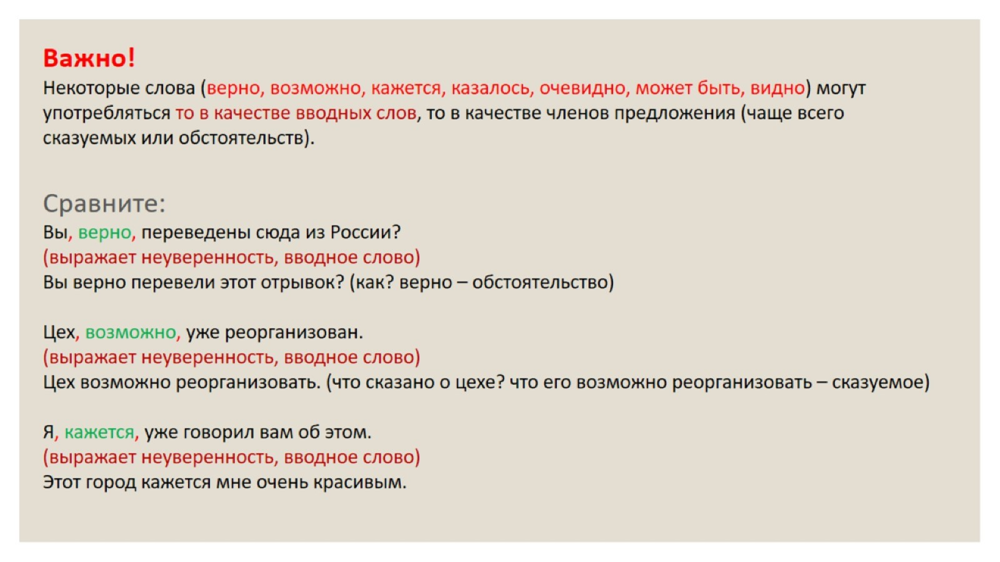 Важно!
Некоторые слова (верно, возможно, кажется, казалось, очевидно, может быть, видно) могут
употребляться то в качестве вводных слов, то в качестве членов предложения (чаще всего
сказуемых или обстоятельств).
Сравните:
Вы, верно, переведены сюда из России?
(выражает неуверенность, вводное слово)
Вы верно перевели этот отрывок? (как? верно – обстоятельство)
Цех, возможно, уже реорганизован.
(выражает неуверенность, вводное слово)
Цех возможно реорганизовать. (что сказано о цехе? что его возможно реорганизовать – сказуемое)
Я, кажется, уже говорил вам об этом.
(выражает неуверенность, вводное слово)
Этот город кажется мне очень красивым.